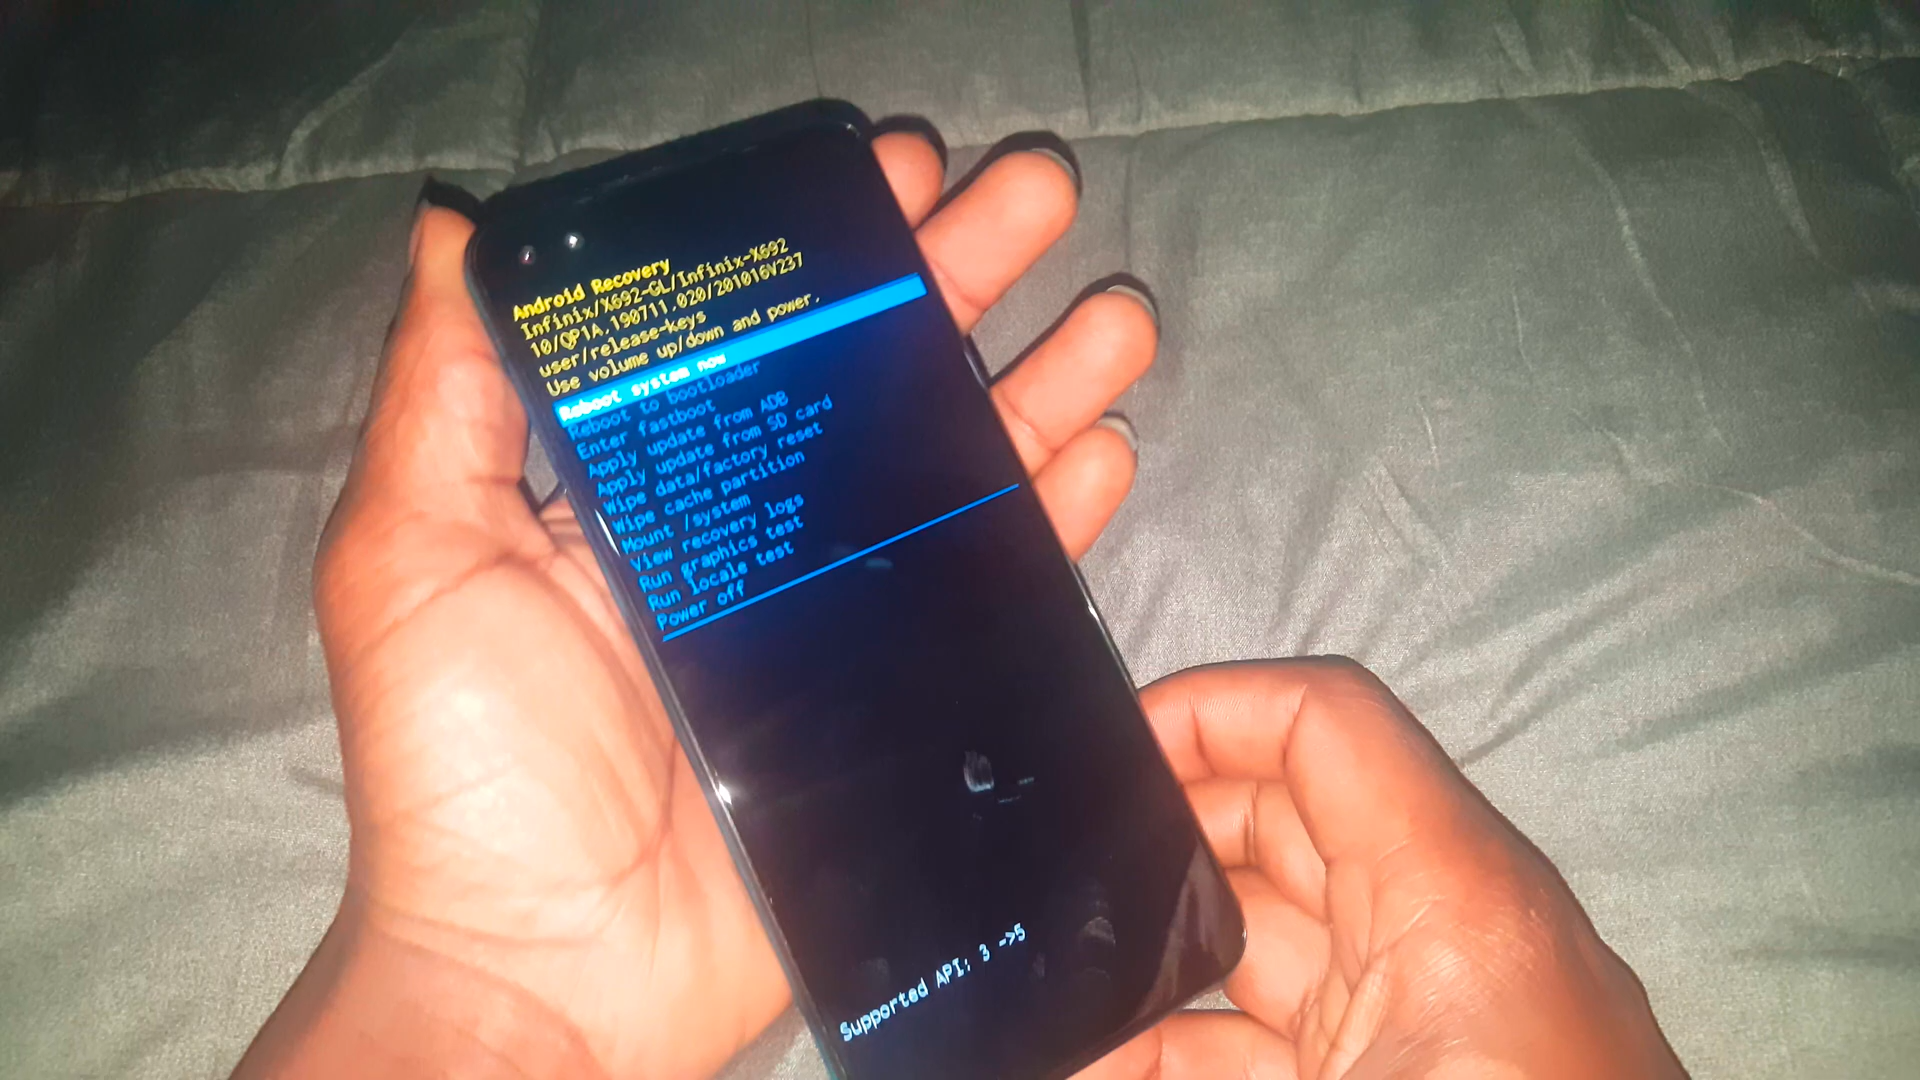 Android Recovery
Infinix/X692-GL/Infinix-X692
10/QP1A.190711.020/201016V237
user/release-keys
Use volume up/down and power.
Reboot system now
Reboot to bootloader
Enter fastboot
Apply update from ADB
Apply update from SD card
Wipe data/factory reset
Wipe cache partition
Mount /system
View recovery logs
Run graphics test
Run locale test
Power off
Supported API: 3 ->5